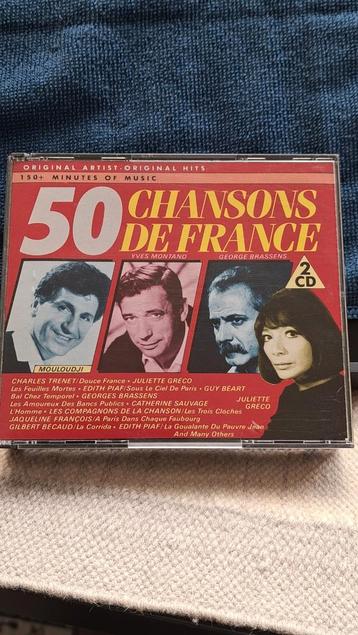 ORIGINAL ARTIST - ORIGINAL HITS
150+ MINUTES OF MUSIC
50 CHANSONS
DE FRANCE
YVES MONTAND
GEORGE BRASSENS
2
CD
MOULOUDJI
JULIETTE
GRECO
CHARLES TRENET/Douce France • JULIETTE GRECO
Les Feuilles Mortes • EDITH PIAF/Sous Le Ciel De Paris • GUY BEART
Bal Chez Temporel • GEORGES BRASSENS
Les Amoureux Des Bancs Publics • CATHERINE SAUVAGE
L'Homme • LES COMPAGNONS DE LA CHANSON/Les Trois Cloches
JAQUELINE FRANÇOIS/A Paris Dans Chaque Faubourg
GILBERT BÉCAUD/La Corrida • EDITH PIAF/La Goualante Du Pauvre Jean
And Many Others